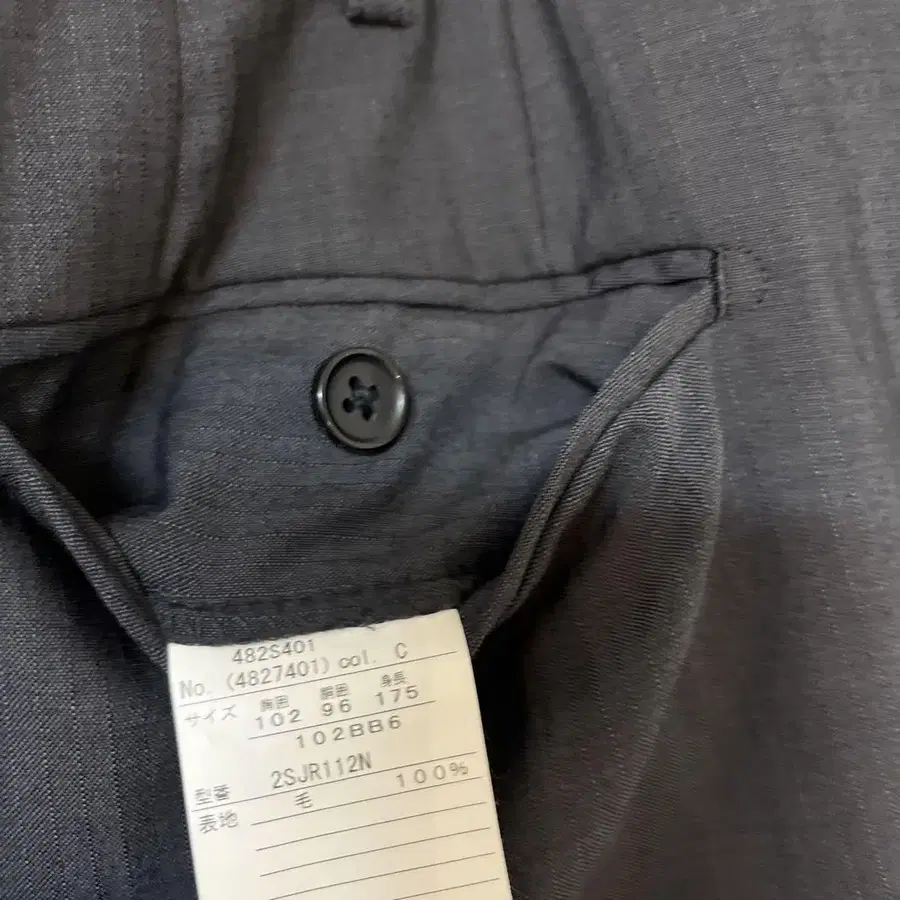 482S401
No. (4827401) col. C
サイズ 胸囲 胴囲 身長
102 96 175
102BB6
型番 2SJR112N
表地 毛 100%